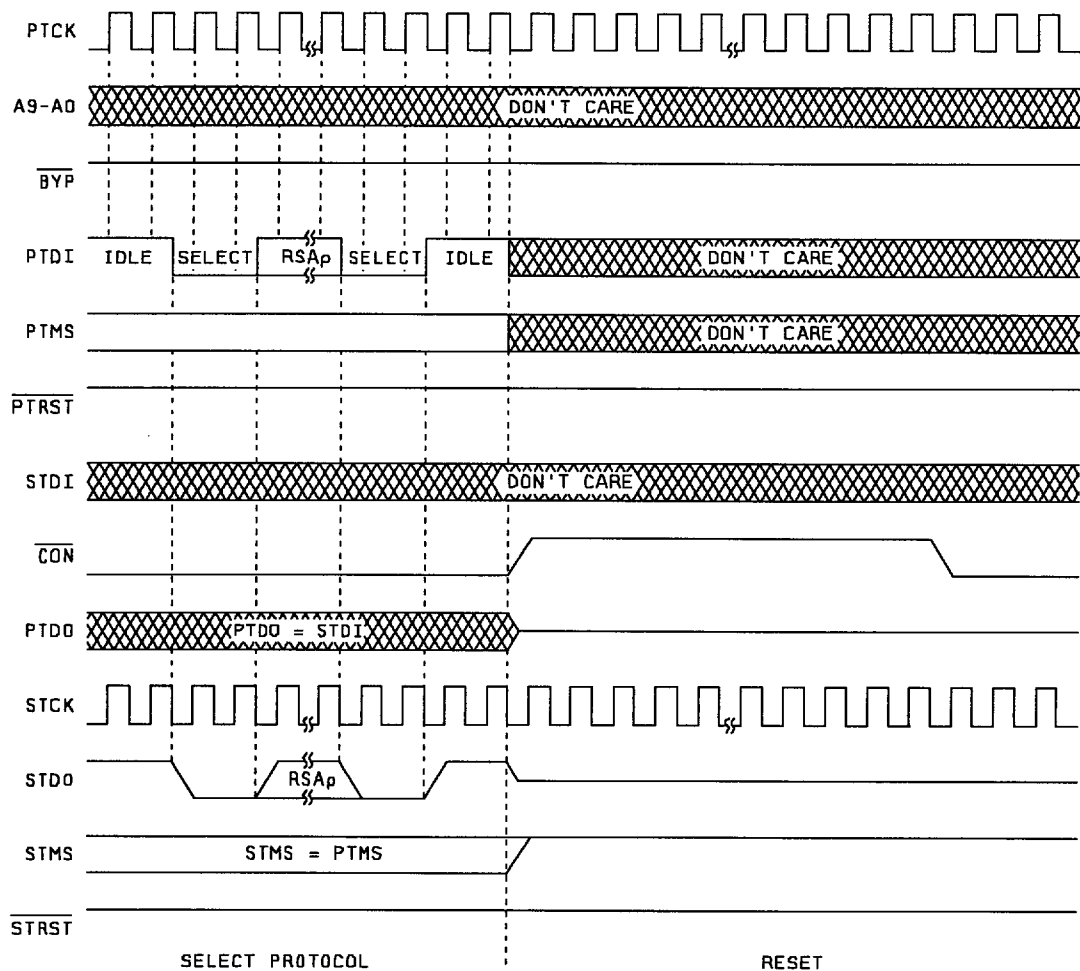 PTCK
A9-A0 DON'T CARE
BYP
PTDI IDLE SELECT RSAp SELECT IDLE DON'T CARE
PTMS DON'T CARE
PTRST
STDI DON'T CARE
CON
PTDO PTDO = STDI
STCK
STDO RSAp
STMS STMS = PTMS
STRST
SELECT PROTOCOL RESET